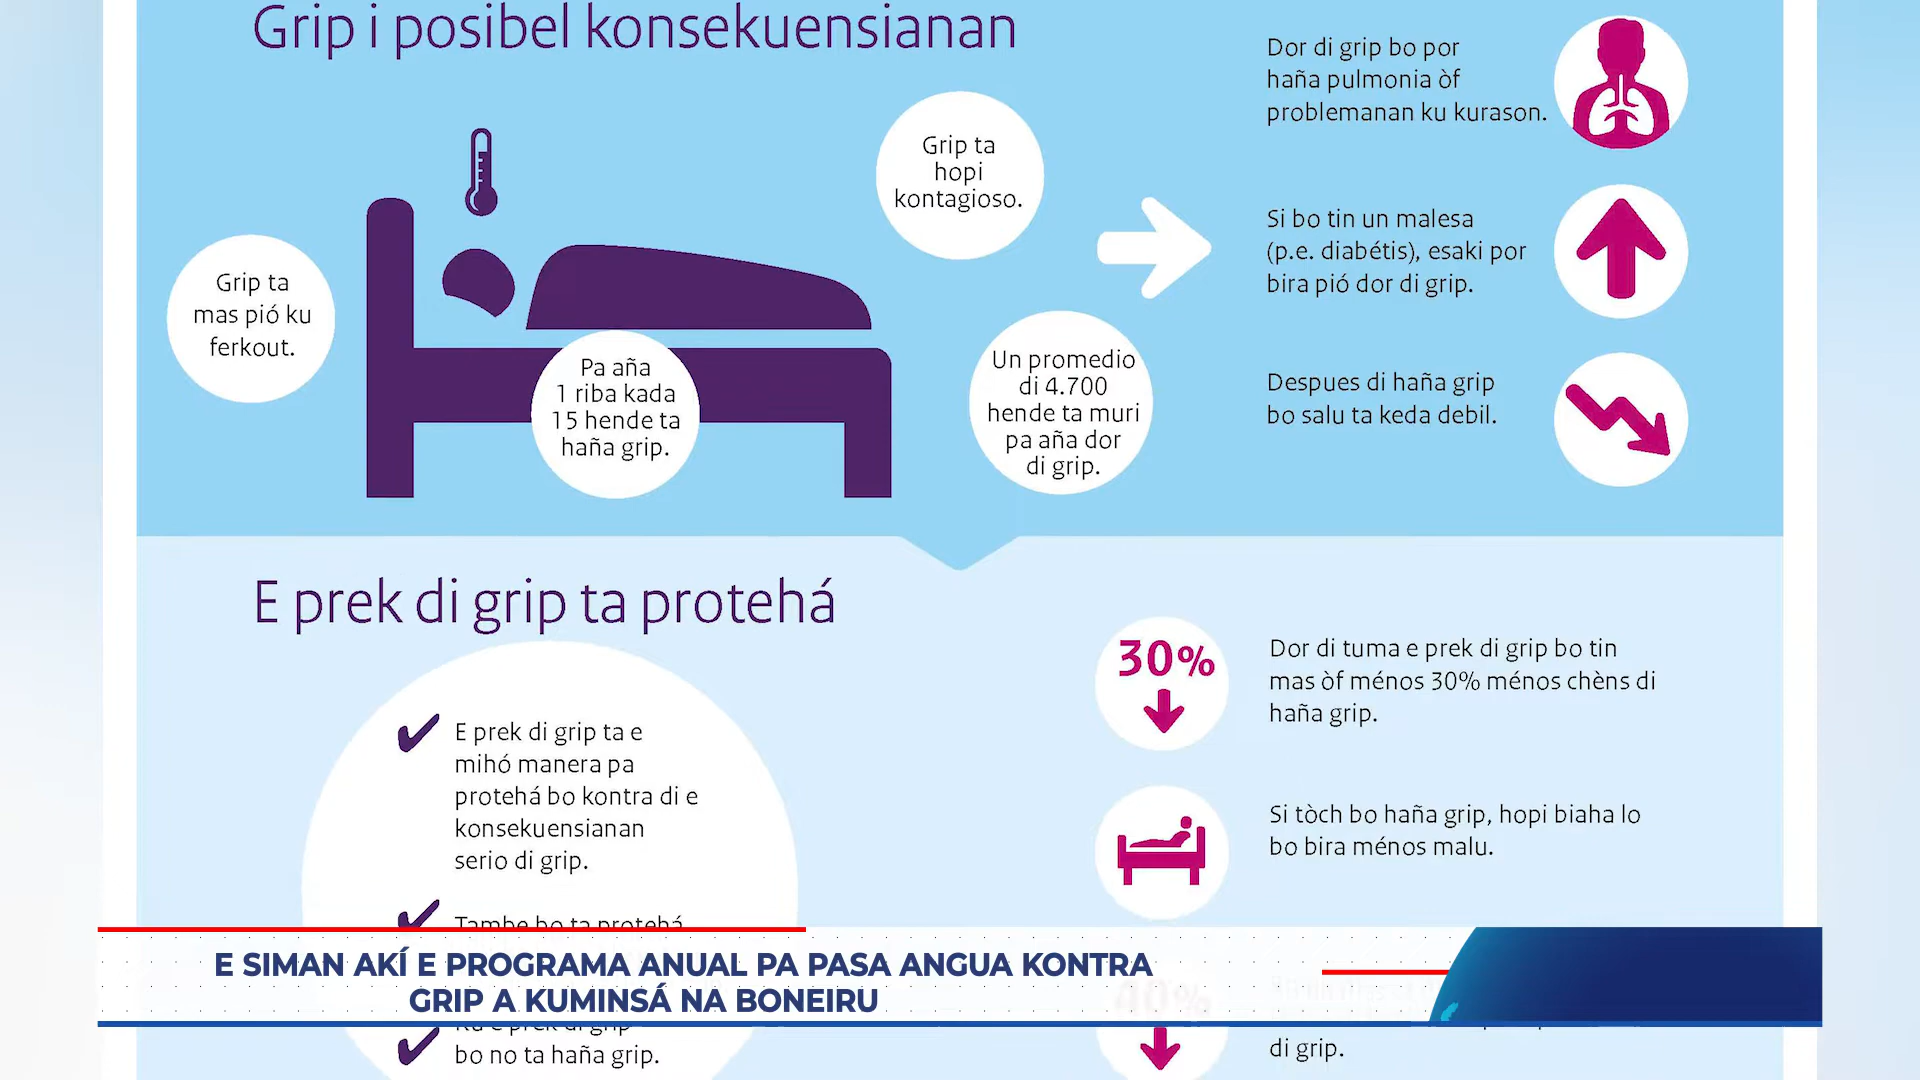 Grip i posibel konsekuensianan
Grip ta
mas pió ku
ferkout.
Pa aña
1 riba kada
15 hende ta
haña grip.
Grip ta
hopi
kontagioso.
Un promedio
di 4.700
hende ta muri
pa aña dor
di grip.
Dor di grip bo por
haña pulmonia òf
problemanan ku kurason.
Si bo tin un malesa
(p.e. diabétis), esaki por
bira pió dor di grip.
Despues di haña grip
bo salu ta keda debil.
E prek di grip ta protehá
E prek di grip ta e
mihó manera pa
protehá bo kontra di e
konsekuensianan
serio di grip.
Tambe bo ta protehá
bo no ta haña grip.
30%
Dor di tuma e prek di grip bo tin
mas òf ménos 30% ménos chèns di
haña grip.
Si tòch bo haña grip, hopi biaha lo
bo bira ménos malu.
40%
di grip.
E SIMAN AKÍ E PROGRAMA ANUAL PA PASA ANGUA KONTRA
GRIP A KUMINSÁ NA BONEIRU